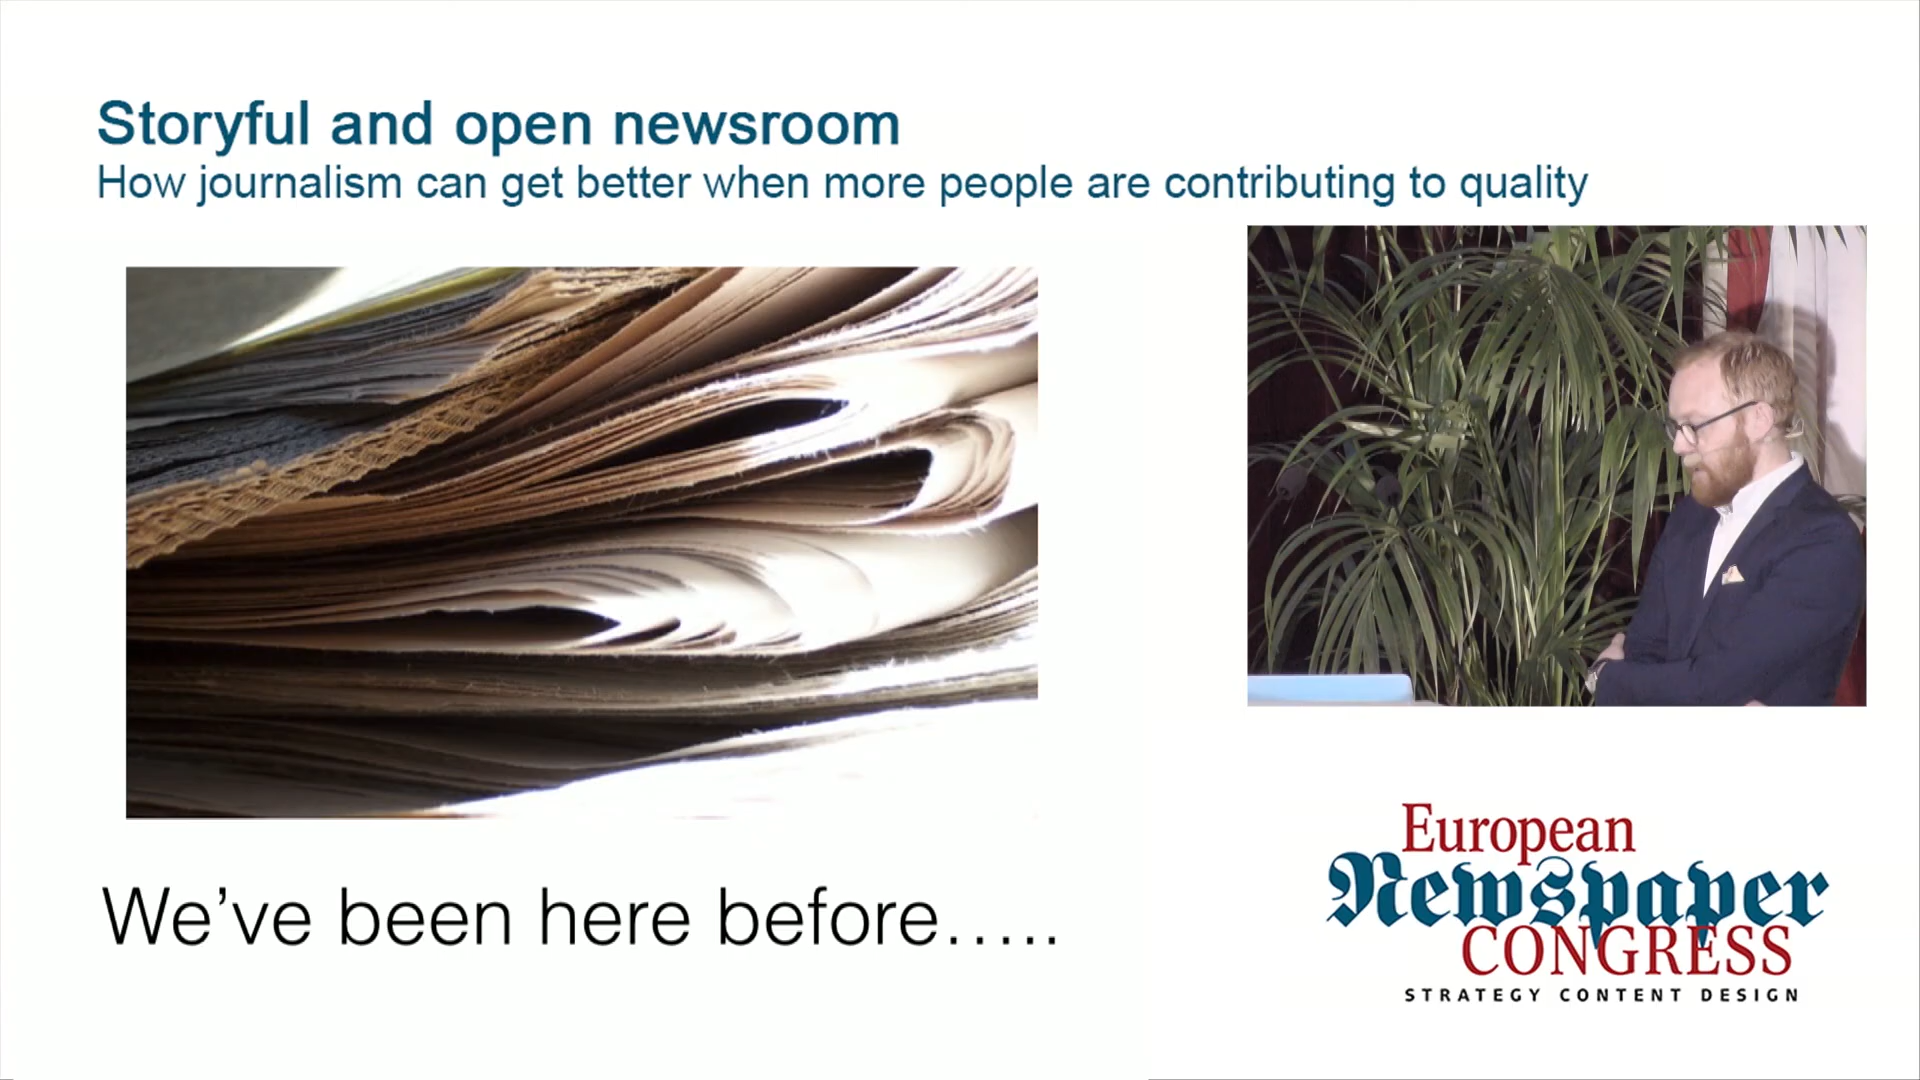 Storyful and open newsroom
How journalism can get better when more people are contributing to quality
We’ve been here before…..
European
Newspaper
CONGRESS
STRATEGY CONTENT DESIGN